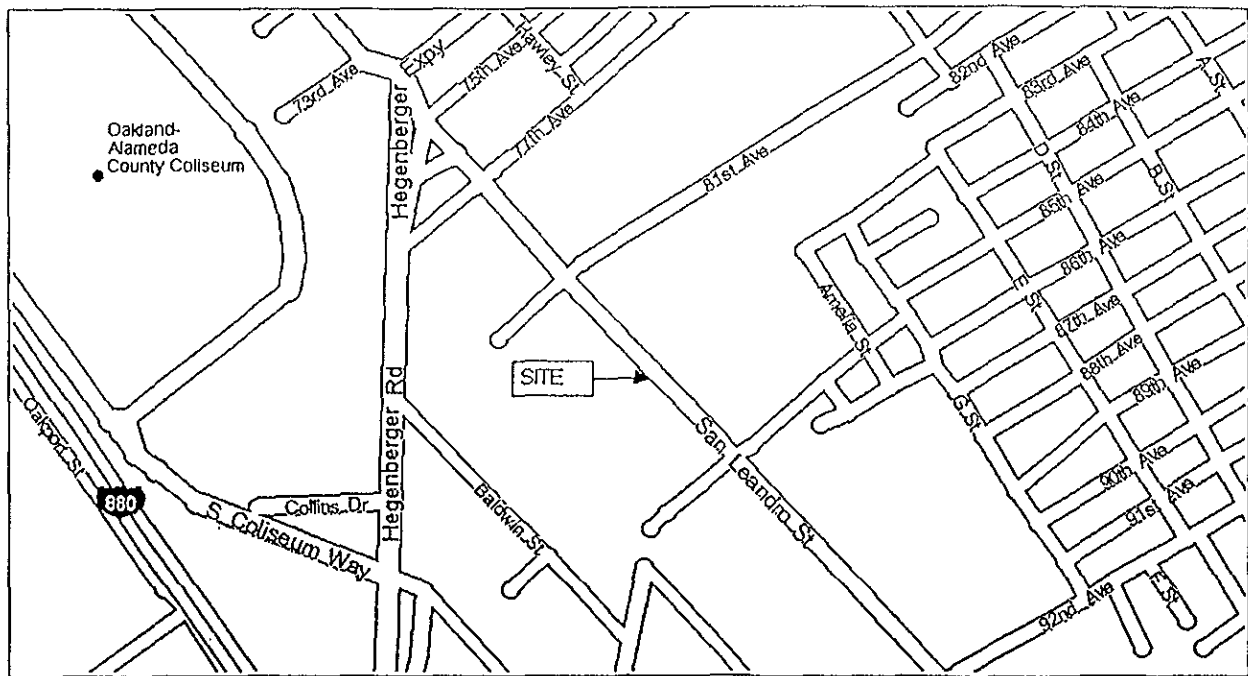 Oakland-
Alameda
County Coliseum
73rd Ave
Expy
75th Ave
Hawley St
77th Ave
Hegenberger
81st Ave
82nd Ave
83rd Ave
84th Ave
A St
D St
B St
85th Ave
86th Ave
E St
87th Ave
88th Ave
89th Ave
Amelia St
G St
SITE
Hegenberger Rd
San Leandro St
Oakport St
880
S Coliseum Way
Collins Dr
Baldwin St
90th Ave
91st Ave
92nd Ave
E St